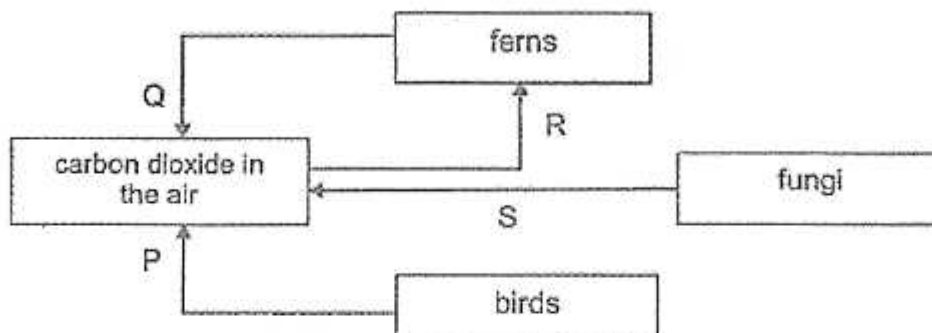 ferns
Q
R
carbon dioxide in
the air
fungi
S
P
birds